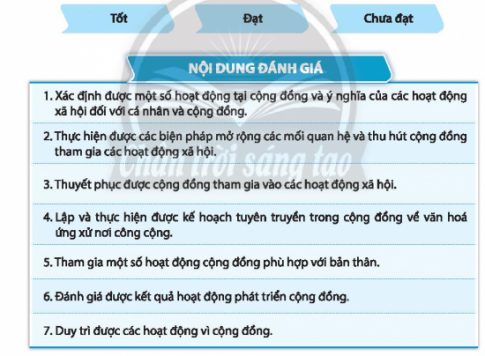 Tốt
Đạt
Chưa đạt
NỘI DUNG ĐÁNH GIÁ
1. Xác định được một số hoạt động tại cộng đồng và ý nghĩa của các hoạt động
xã hội đối với cá nhân và cộng đồng.
2. Thực hiện được các biện pháp mở rộng các mối quan hệ và thu hút cộng đồng
tham gia các hoạt động xã hội.
Chân trời sáng tạo
3. Thuyết phục được cộng đồng tham gia vào các hoạt động xã hội.
4. Lập và thực hiện được kế hoạch tuyên truyền trong cộng đồng về văn hoá
ứng xử nơi công cộng.
5. Tham gia một số hoạt động cộng đồng phù hợp với bản thân.
6. Đánh giá được kết quả hoạt động phát triển cộng đồng.
7. Duy trì được các hoạt động vì cộng đồng.